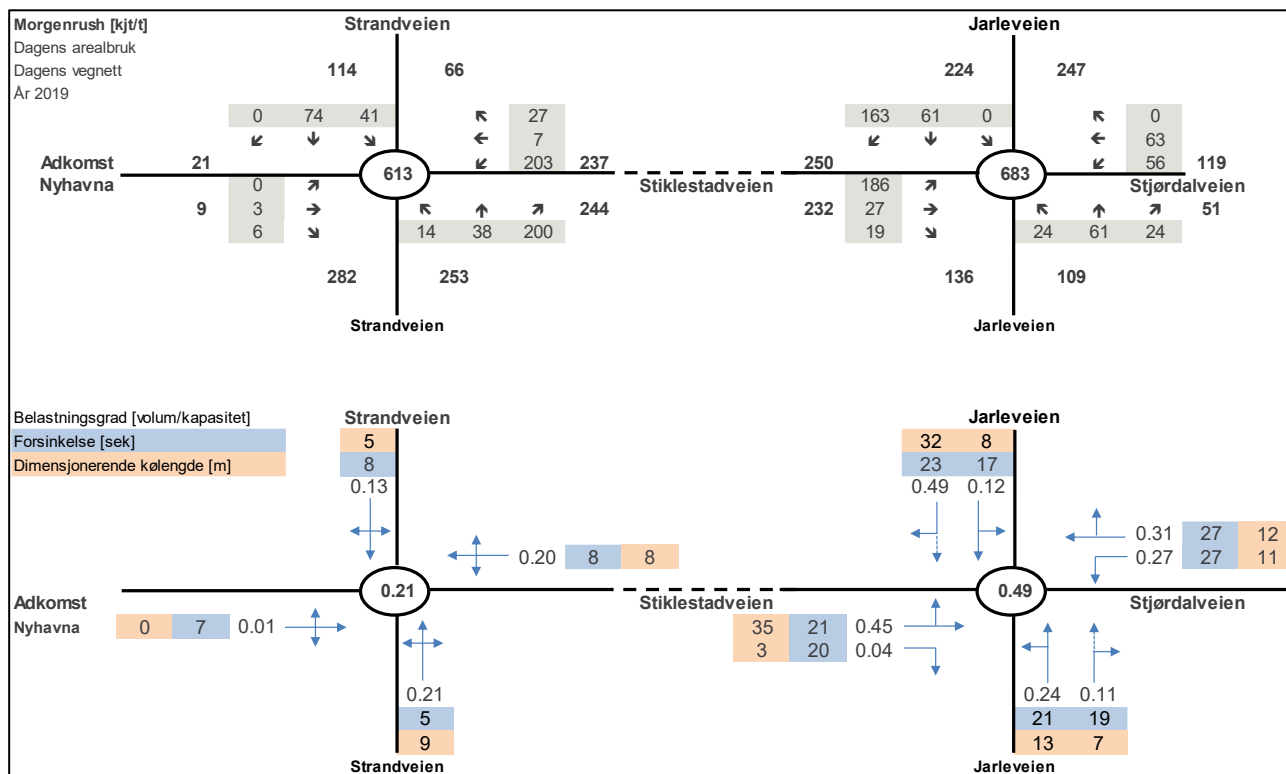 Morgenrush [kjt/t] Strandveien Jarleveien
Dagens arealbruk
Dagens vegnett 114 66 224 247
År 2019
0 74 41 27 163 61 0 0
7 63
Adkomst 21 613 203 237 250 683 56 119
Nyhavna 0 Stiklestadveien 186 Stjørdalveien
9 3 244 232 27 51
6 14 38 200 19 24 61 24
282 253 136 109
Strandveien Jarleveien
Belastningsgrad [volum/kapasitet] Strandveien Jarleveien
Forsinkelse [sek] 5 32 8
Dimensjonerende kølengde [m] 8 23 17
0.13 0.49 0.12
0.31 27 12
0.20 8 8 0.27 27 11
0.21 0.49
Adkomst Stiklestadveien Stjørdalveien
Nyhavna 0 7 0.01 35 21 0.45
3 20 0.04
0.21 0.24 0.11
5 21 19
9 13 7
Strandveien Jarleveien